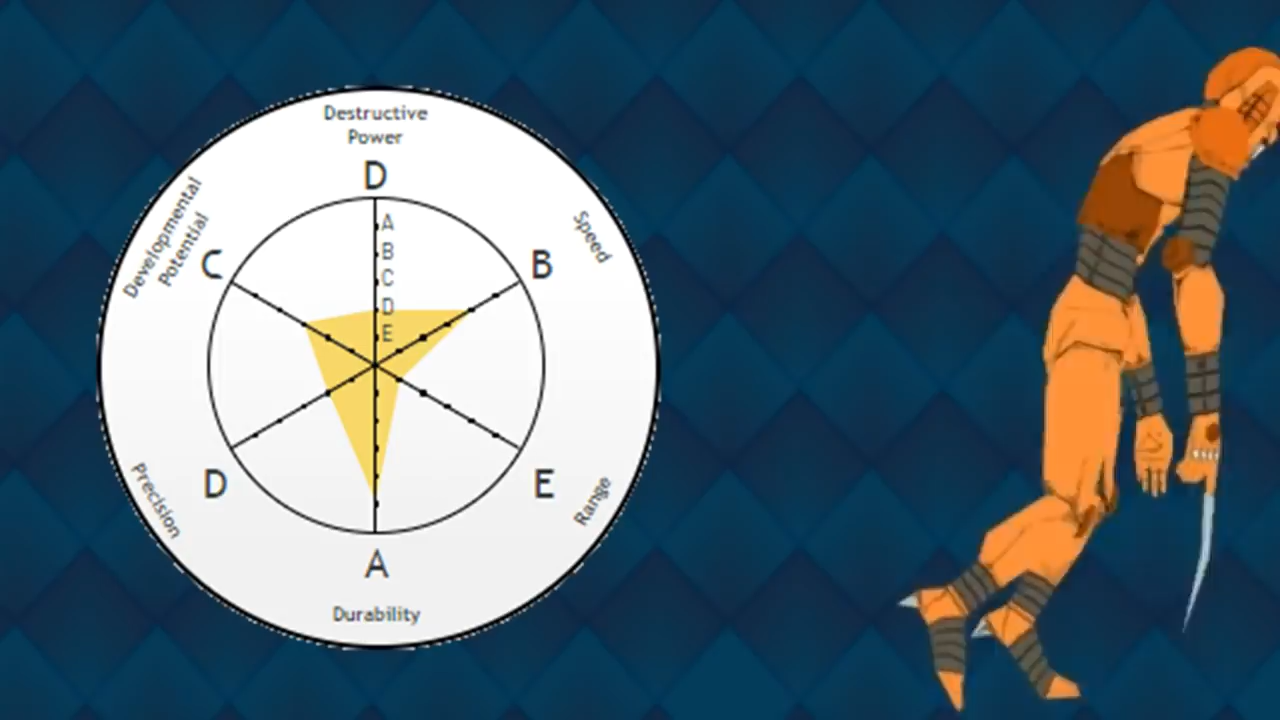 Destructive
Power
D
Developmental
Potential
Speed
C
B
A
B
C
D
E
D
E
Precision
Range
A
Durability